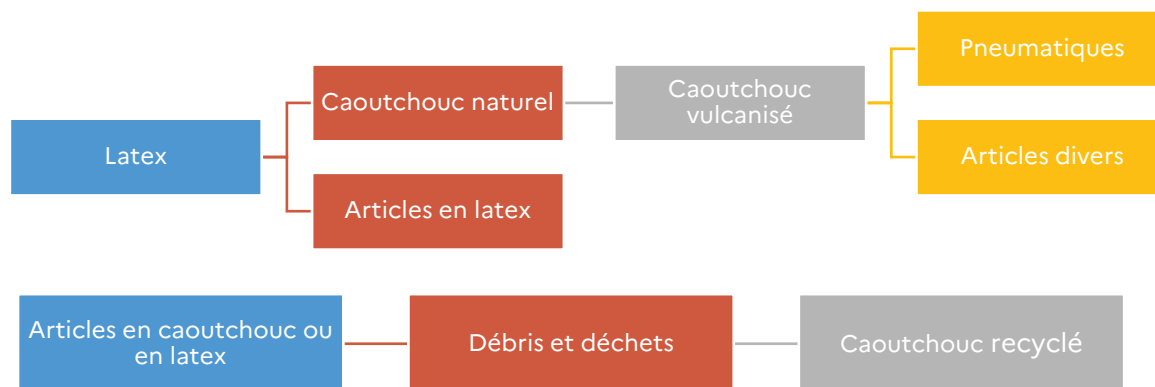 Pneumatiques
Caoutchouc naturel
Caoutchouc
vulcanisé
Latex
Articles divers
Articles en latex
Articles en caoutchouc ou
en latex
Débris et déchets
Caoutchouc recyclé